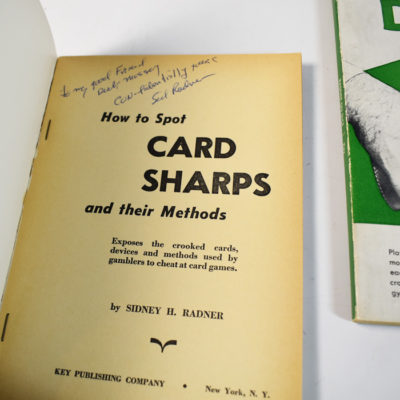 to my good Friend
CON-fidentially yours
Sid Radner
How to Spot
CARD
SHARPS
and their Methods
Exposes the crooked cards,
devices and methods used by
gamblers to cheat at card games.
by SIDNEY H. RADNER
KEY PUBLISHING COMPANY • New York, N. Y.
D
Pla